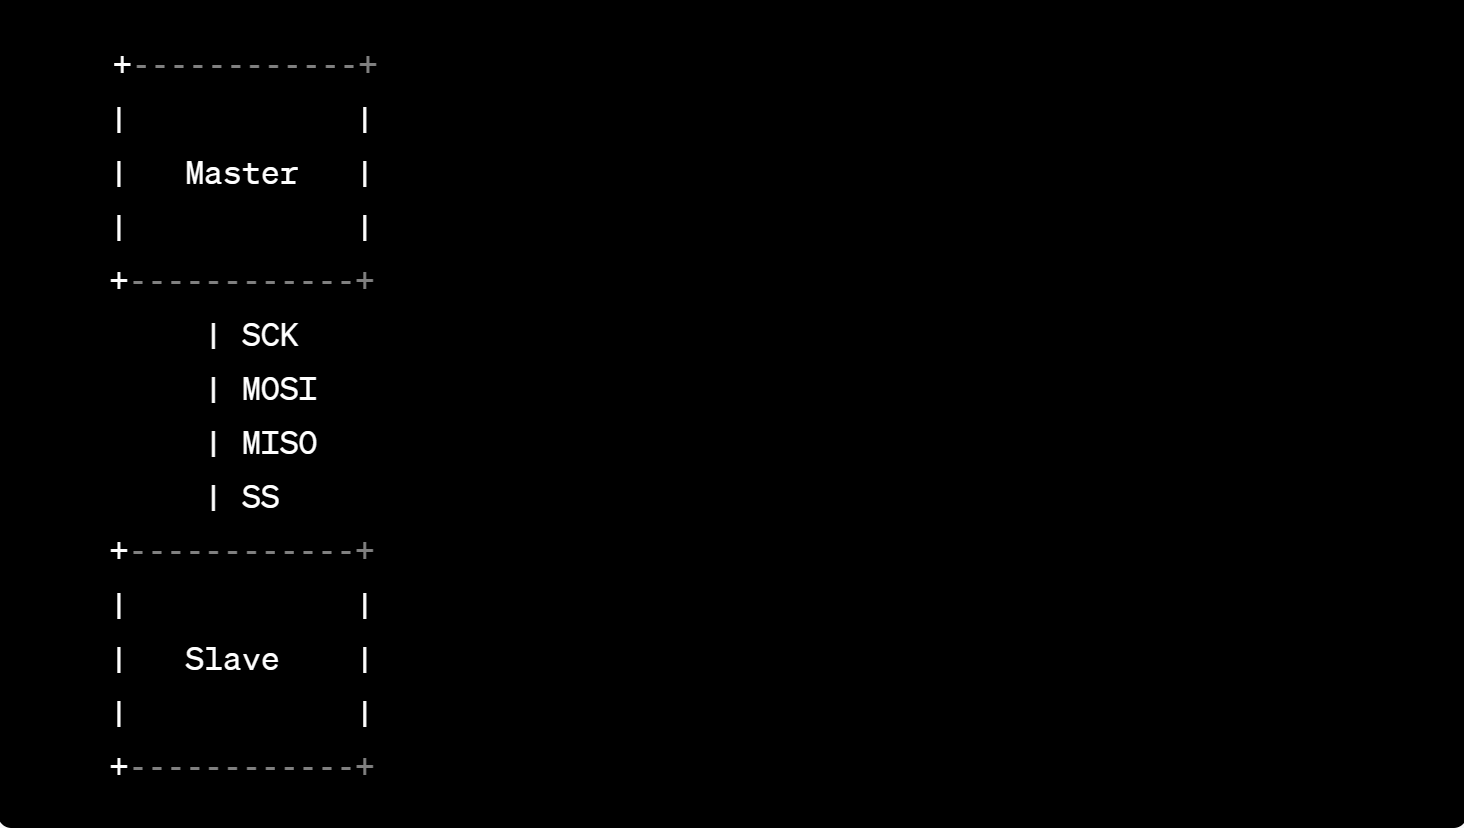 +------------+
|            |
|   Master   |
|            |
+------------+
     | SCK
     | MOSI
     | MISO
     | SS
+------------+
|            |
|   Slave    |
|            |
+------------+